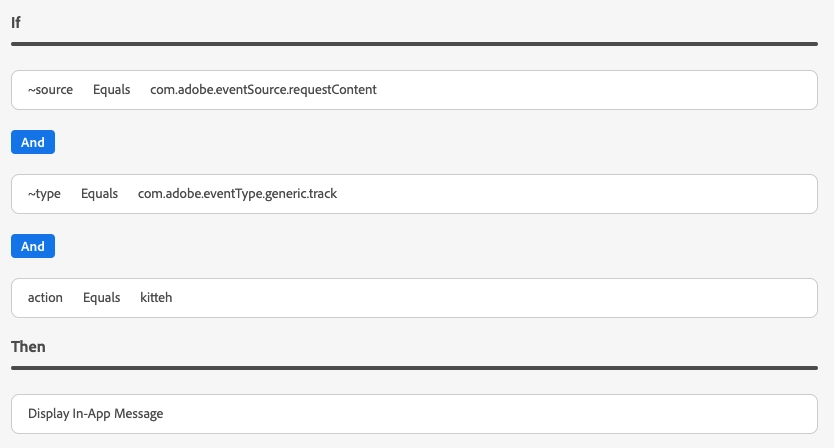 If
~source Equals com.adobe.eventSource.requestContent
And
~type Equals com.adobe.eventType.generic.track
And
action Equals kitteh
Then
Display In-App Message